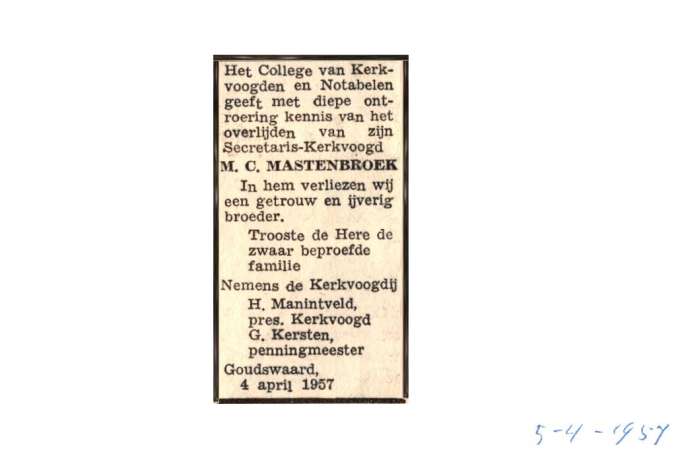 Het College van Kerk-
voogden en Notabelen
geeft met diepe ont-
roering kennis van het
overlijden van zijn
Secretaris-Kerkvoogd
M. C. MASTENBROEK
In hem verliezen wij
een getrouw en ijverig
broeder.
Trooste de Here de
zwaar beproefde
familie
Nemens de Kerkvoogdij
H. Manintveld,
pres. Kerkvoogd
G. Kersten,
penningmeester
Goudswaard,
4 april 1957
5-4-1957